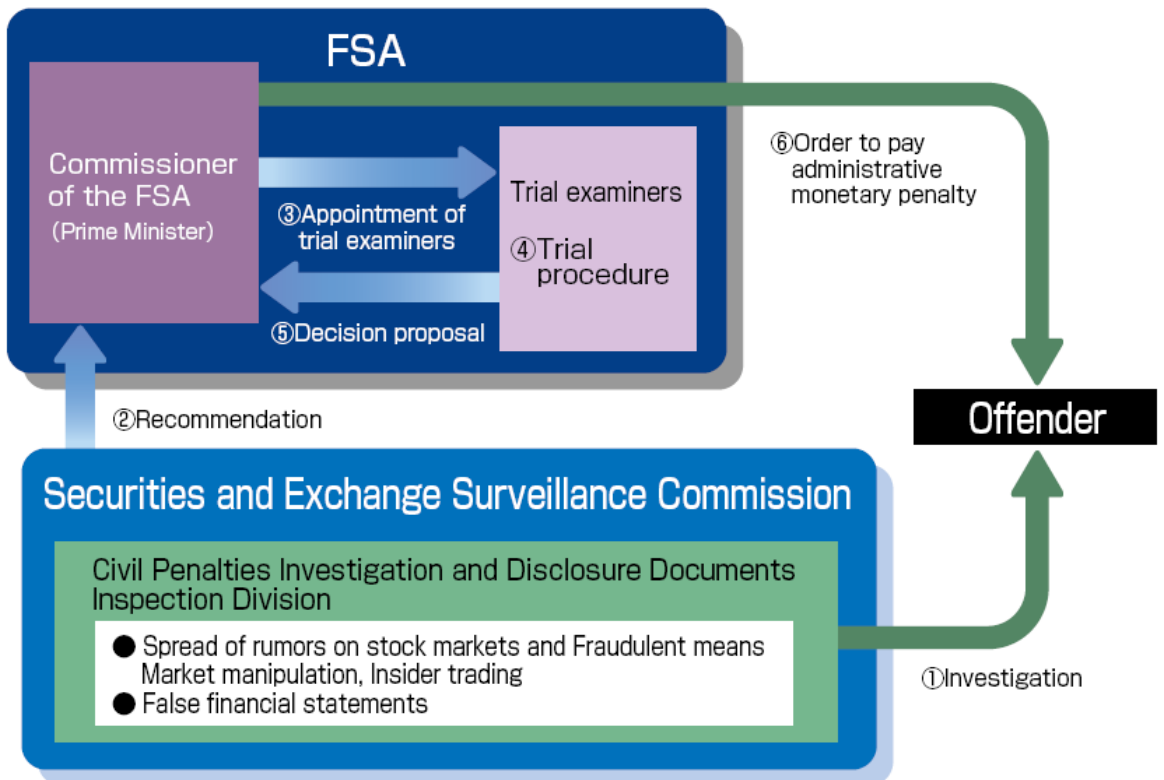 FSA
Commissioner
of the FSA
(Prime Minister)
③Appointment of
trial examiners
Trial examiners
④Trial
procedure
⑤Decision proposal
⑥Order to pay
administrative
monetary penalty
②Recommendation
Offender
Securities and Exchange Surveillance Commission
Civil Penalties Investigation and Disclosure Documents
Inspection Division
● Spread of rumors on stock markets and Fraudulent means
Market manipulation, Insider trading
● False financial statements
①Investigation